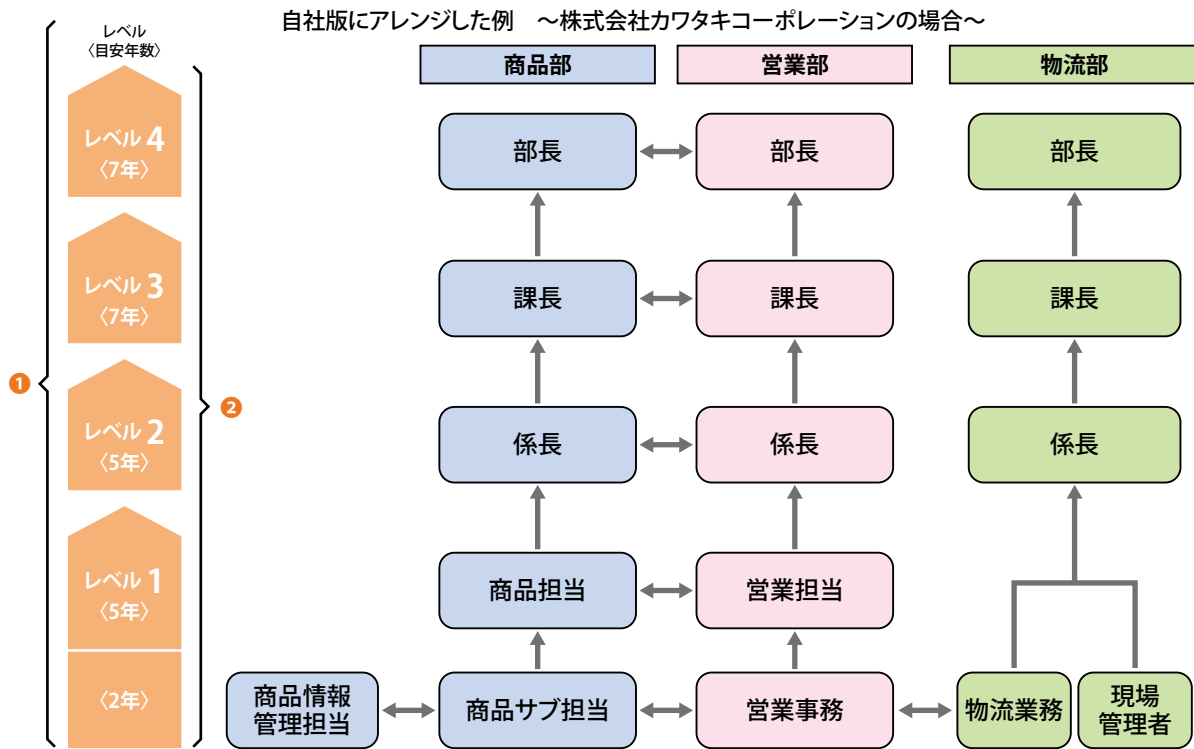 自社版にアレンジした例　～株式会社カワタキコーポレーションの場合～
レベル
〈目安年数〉
商品部
営業部
物流部
レベル 4
〈7年〉
部長
部長
部長
レベル 3
〈7年〉
課長
課長
課長
❶
❷
レベル 2
〈5年〉
係長
係長
係長
レベル 1
〈5年〉
商品担当
営業担当
〈2年〉
商品情報
管理担当
商品サブ担当
営業事務
物流業務
現場
管理者